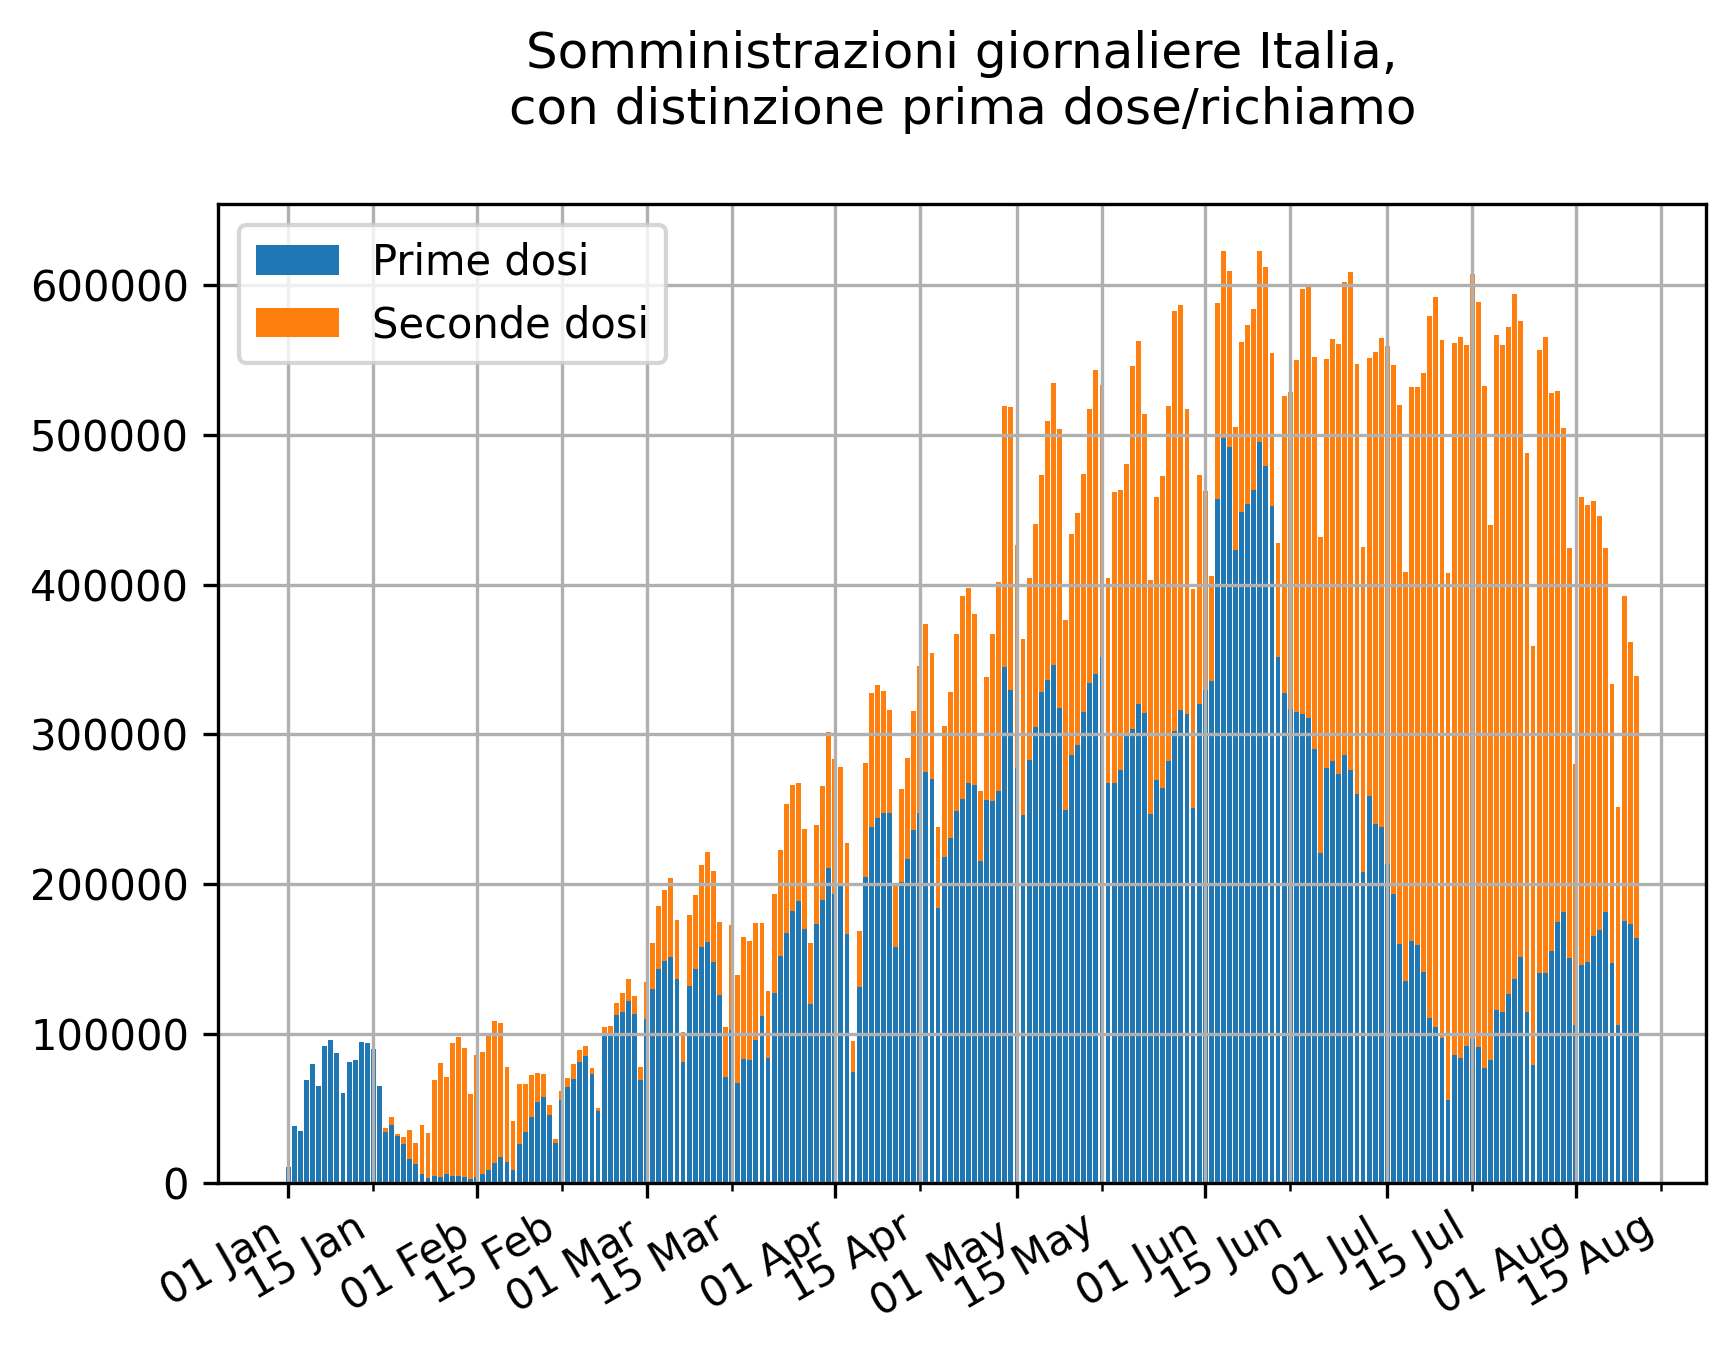 Somministrazioni giornaliere Italia,
con distinzione prima dose/richiamo
Prime dosi
Seconde dosi
600000
500000
400000
300000
200000
100000
0
01 Jan
15 Jan
01 Feb
15 Feb
01 Mar
15 Mar
01 Apr
15 Apr
01 May
15 May
01 Jun
15 Jun
01 Jul
15 Jul
01 Aug
15 Aug